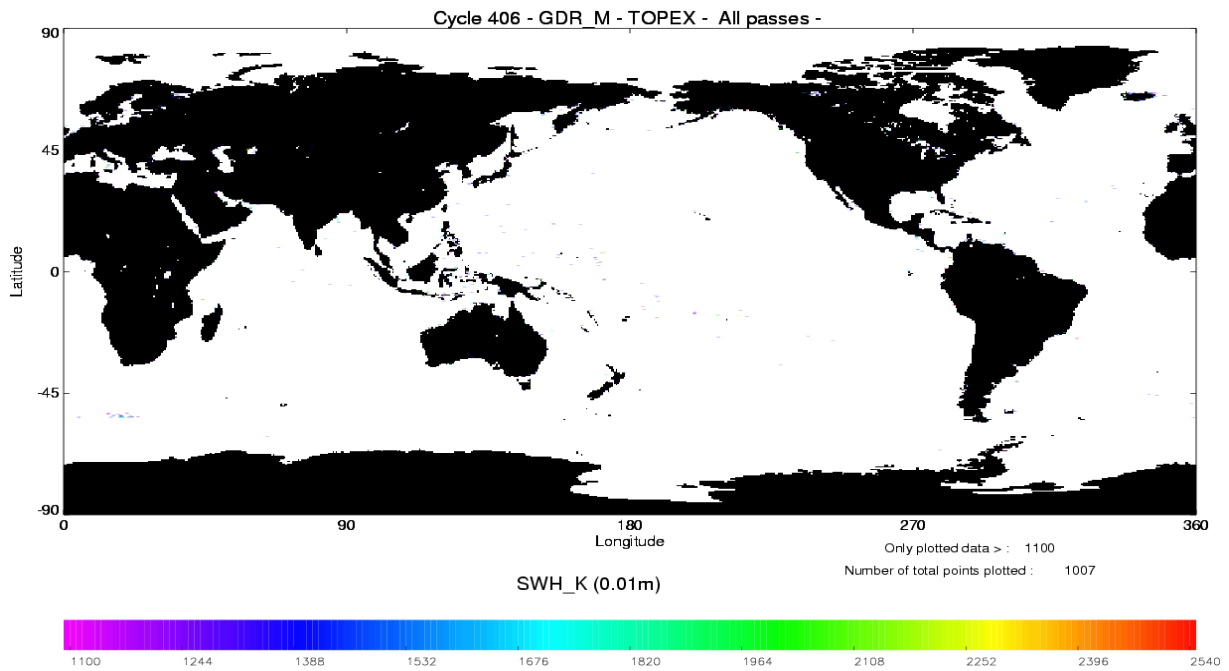 Cycle 406 - GDR_M - TOPEX - All passes -
90
45
0
-45
-90
Latitude
0 90 180 270 360
Longitude
Only plotted data > : 1100
Number of total points plotted : 1007
SWH_K (0.01m)
1100 1244 1388 1532 1676 1820 1964 2108 2252 2396 2540